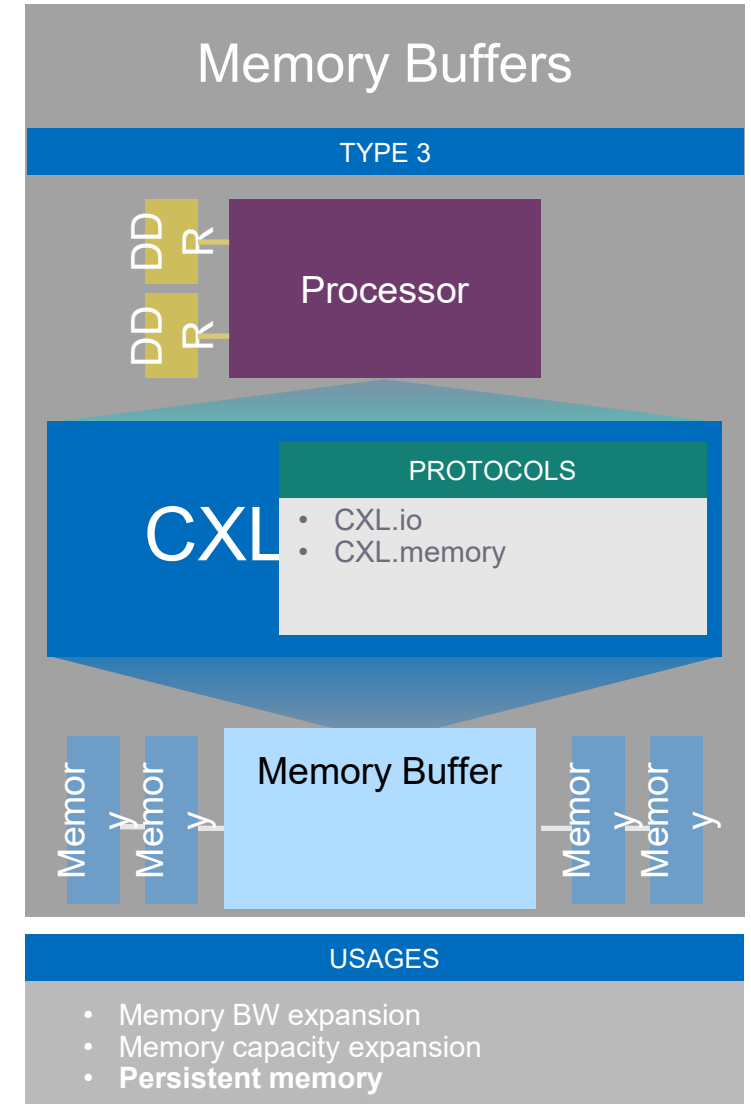 Memory Buffers
TYPE 3
DD
R
DD
R
Processor
CXL
PROTOCOLS
• CXL.io
• CXL.memory
Memor
y
Memor
y
Memory Buffer
Memor
y
Memor
y
USAGES
• Memory BW expansion
• Memory capacity expansion
• Persistent memory